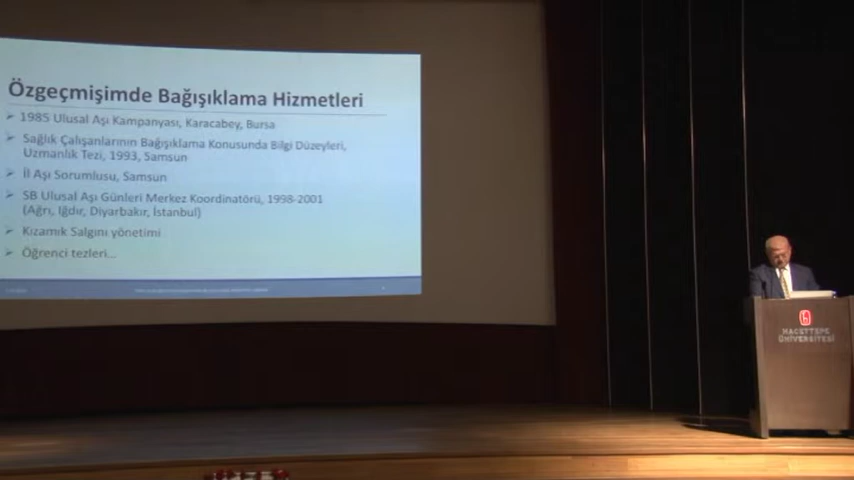 Özgeçmişimde Bağışıklama Hizmetleri
➢ 1985 Ulusal Aşı Kampanyası, Karacabey, Bursa
➢ Sağlık Çalışanlarının Bağışıklama Konusunda Bilgi Düzeyleri,
Uzmanlık Tezi, 1993, Samsun
➢ İl Aşı Sorumlusu, Samsun
➢ SB Ulusal Aşı Günleri Merkez Koordinatörü, 1998-2001
(Ağrı, Iğdır, Diyarbakır, İstanbul)
➢ Kızamık Salgını yönetimi
➢ Öğrenci tezleri...
HACETTEPE
ÜNİVERSİTESİ